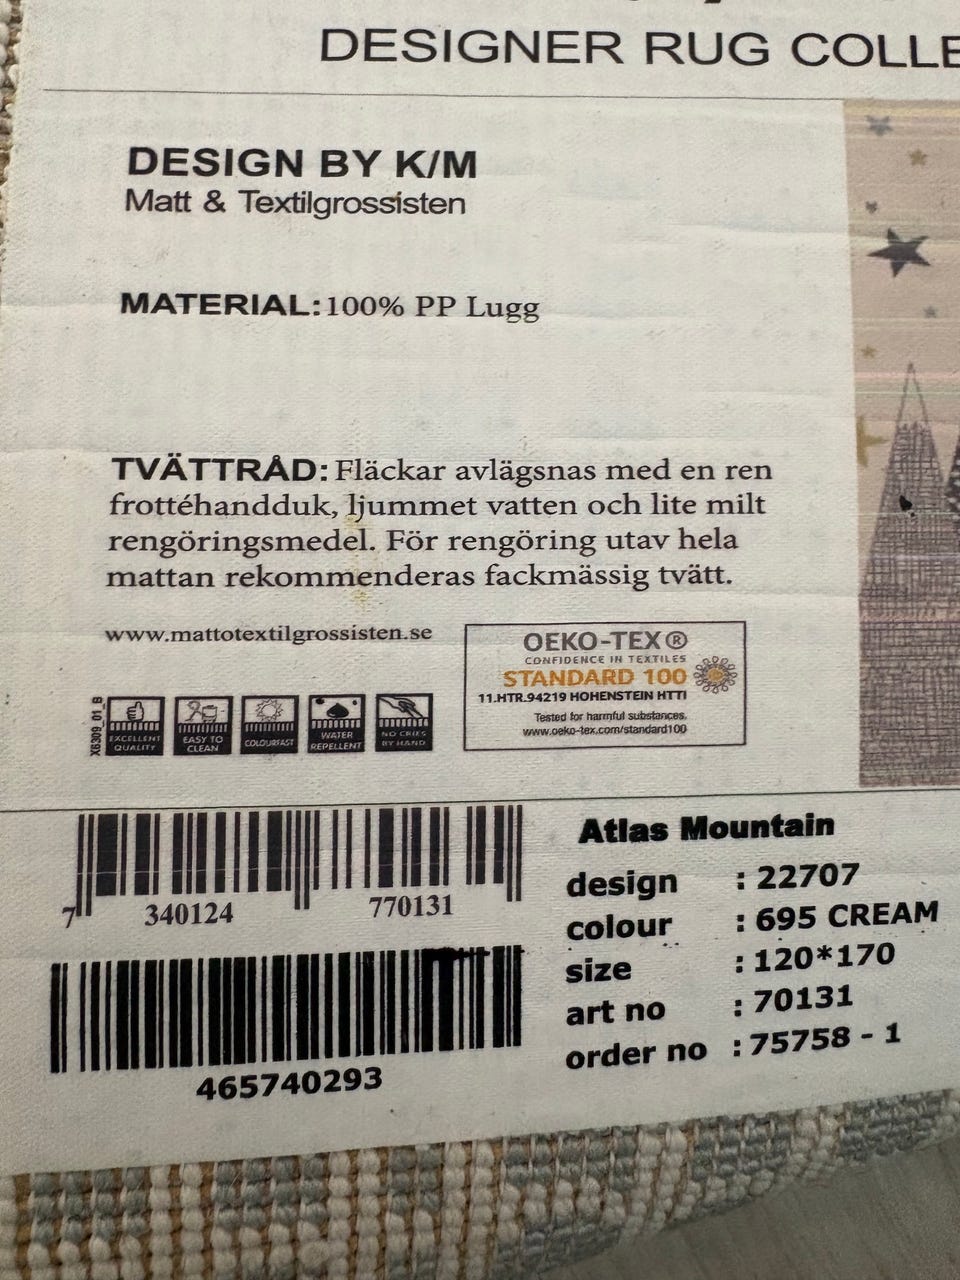 DESIGNER RUG COLLE
DESIGN BY K/M
Matt & Textilgrossisten
MATERIAL: 100% PP Lugg
TVÄTTRÅD: Fläckar avlägsnas med en ren
frottéhandduk, ljummet vatten och lite milt
rengöringsmedel. För rengöring utav hela
mattan rekommenderas fackmässig tvätt.
www.mattotextilgrossisten.se
OEKO-TEX®
CONFIDENCE IN TEXTILES
STANDARD 100
11.HTR.94219 HOHENSTEIN HTTI
Tested for harmful substances.
www.oeko-tex.com/standard100
X6309_01_B
EXCELLENT QUALITY
EASY TO CLEAN
COLOURFAST
WATER REPELLENT
NO CRIES BY HAND
7 340124 770131
465740293
Atlas Mountain
design : 22707
colour : 695 CREAM
size : 120*170
art no : 70131
order no : 75758 - 1